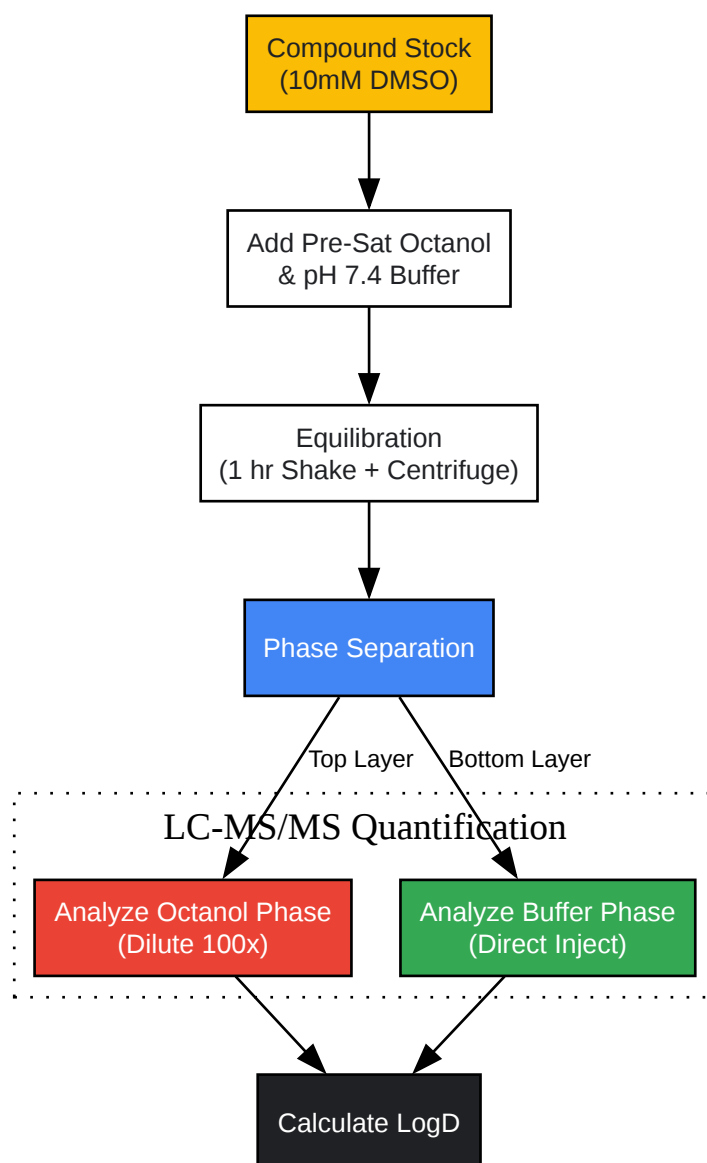 Compound Stock
(10mM DMSO)
Add Pre-Sat Octanol
& pH 7.4 Buffer
Equilibration
(1 hr Shake + Centrifuge)
Phase Separation
Top Layer
Bottom Layer
LC-MS/MS Quantification
Analyze Octanol Phase
(Dilute 100x)
Analyze Buffer Phase
(Direct Inject)
Calculate LogD